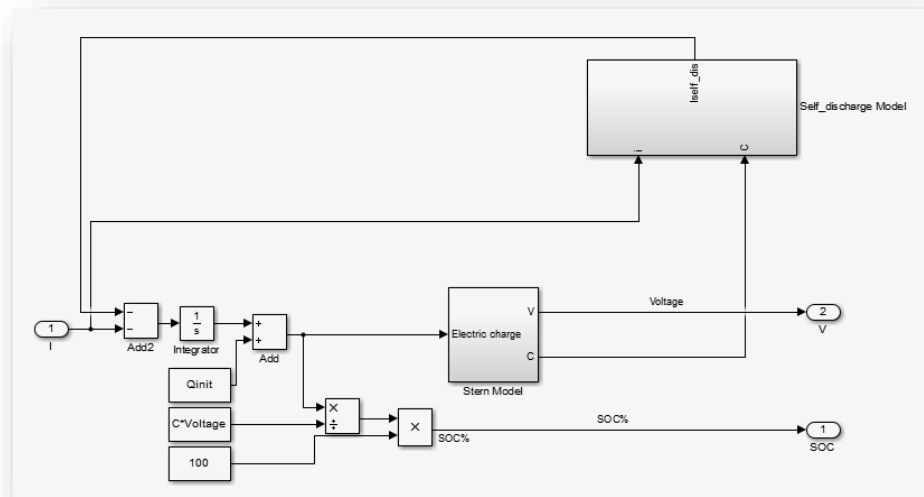 Iself_dis
Self_discharge Model
i
C
1
I
−
−
Add2
1
s
Integrator
+
+
Add
Qinit
C*Voltage
100
×
÷
×
SOC%
Electric charge
V
C
Stern Model
Voltage
2
V
SOC%
1
SOC